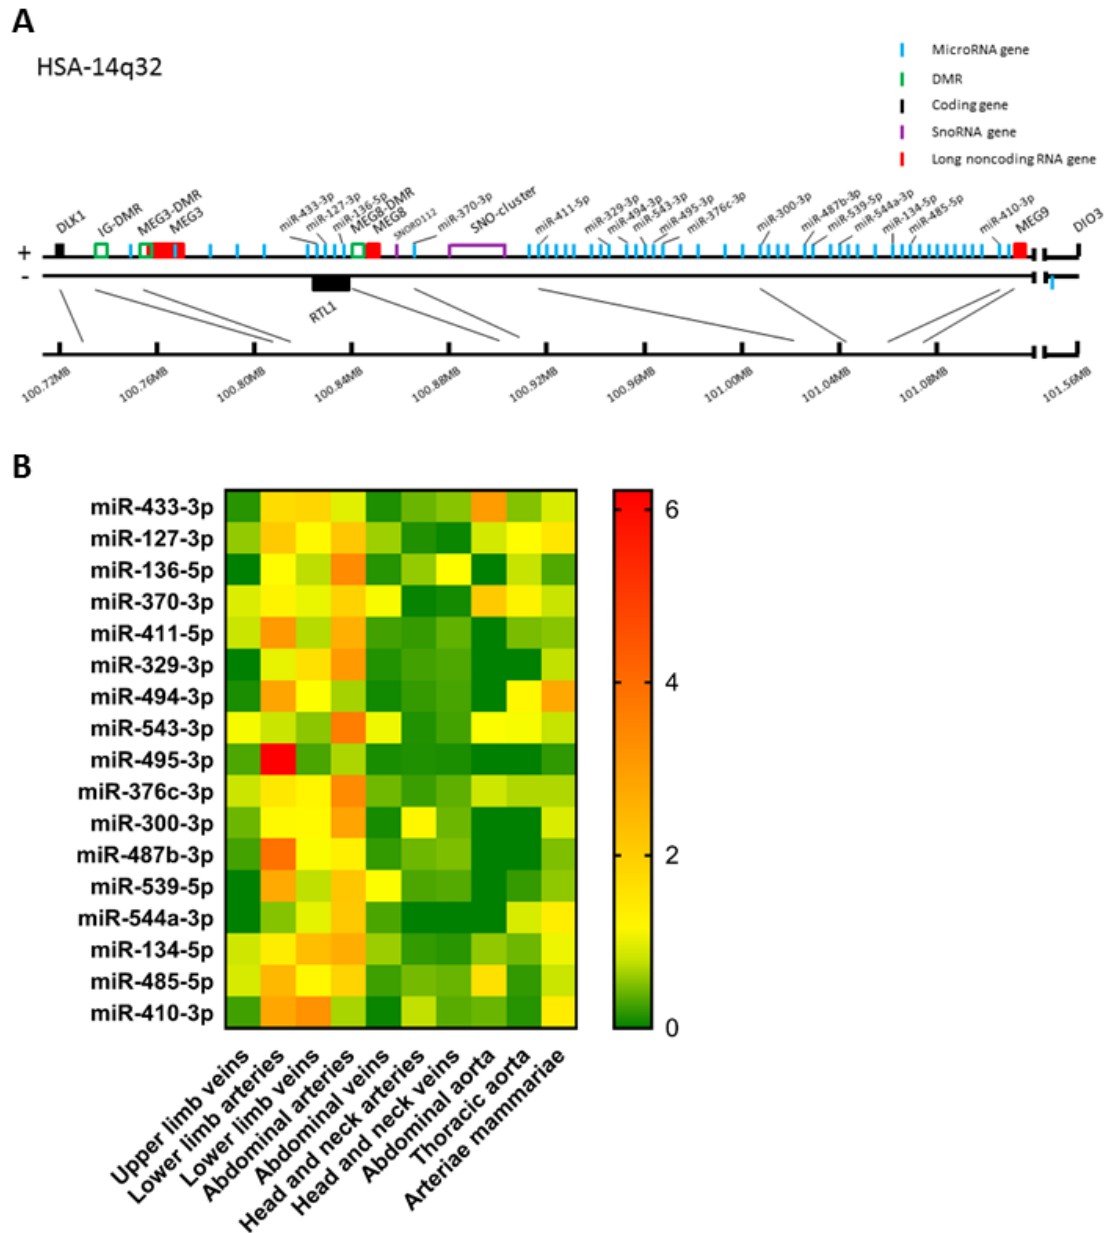 A
HSA-14q32
MicroRNA gene
DMR
Coding gene
SnoRNA gene
Long noncoding RNA gene
DLK1
IG-DMR
MEG3-DMR
MEG3
miR-433-3p
miR-127-3p
miR-136-5p
MEG8-DMR
MEG8
SNORD112
miR-370-3p
SNO-cluster
miR-411-5p
miR-329-3p
miR-494-3p
miR-543-3p
miR-495-3p
miR-376c-3p
miR-300-3p
miR-487b-3p
miR-539-5p
miR-544a-3p
miR-134-5p
miR-485-5p
miR-410-3p
MEG9
DIO3
+
-
RTL1
100.72MB
100.76MB
100.80MB
100.84MB
100.88MB
100.92MB
100.96MB
101.00MB
101.04MB
101.08MB
101.56MB
B
miR-433-3p
miR-127-3p
miR-136-5p
miR-370-3p
miR-411-5p
miR-329-3p
miR-494-3p
miR-543-3p
miR-495-3p
miR-376c-3p
miR-300-3p
miR-487b-3p
miR-539-5p
miR-544a-3p
miR-134-5p
miR-485-5p
miR-410-3p
6
4
2
0
Upper limb veins
Lower limb arteries
Lower limb veins
Abdominal arteries
Abdominal veins
Head and neck arteries
Head and neck veins
Abdominal aorta
Thoracic aorta
Arteriae mammariae